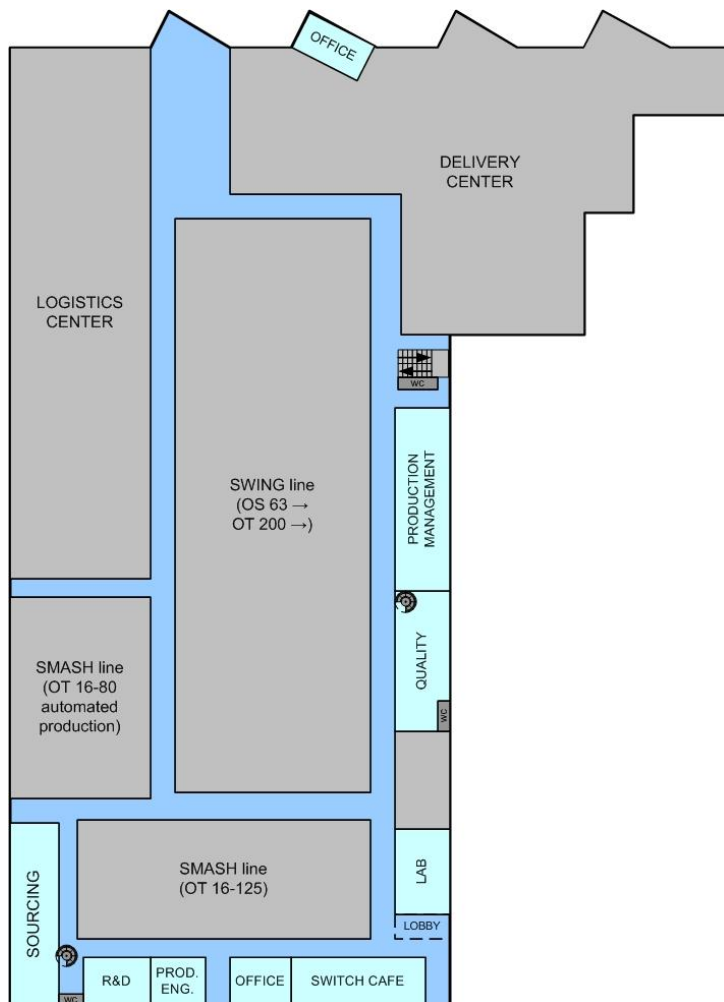 OFFICE
DELIVERY
CENTER
LOGISTICS
CENTER
WC
PRODUCTION
MANAGEMENT
SWING line
(OS 63 →
OT 200 →)
QUALITY
SMASH line
(OT 16-80
automated
production)
WC
SMASH line
(OT 16-125)
LAB
LOBBY
SOURCING
R&D
PROD.
ENG.
OFFICE
SWITCH CAFE
WC